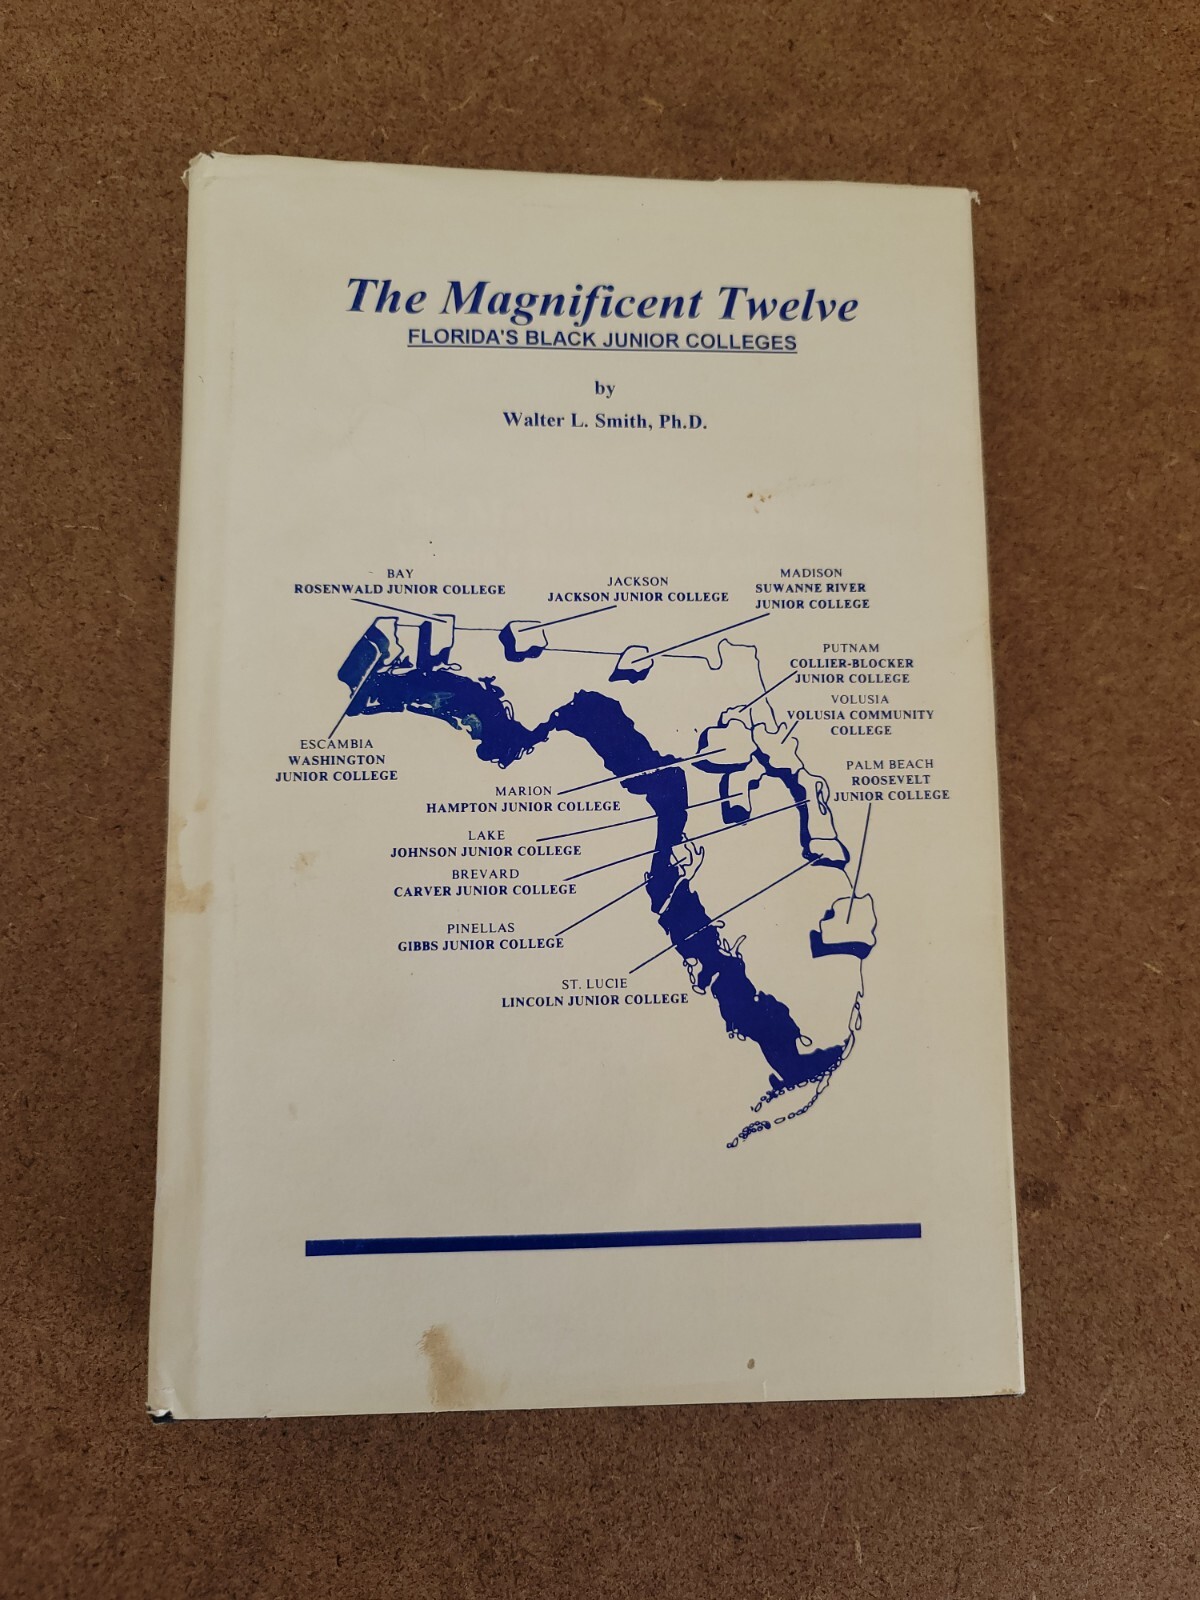 The Magnificent Twelve
FLORIDA'S BLACK JUNIOR COLLEGES
by
Walter L. Smith, Ph.D.
BAY
ROSENWALD JUNIOR COLLEGE
JACKSON
JACKSON JUNIOR COLLEGE
MADISON
SUWANNE RIVER
JUNIOR COLLEGE
PUTNAM
COLLIER-BLOCKER
JUNIOR COLLEGE
VOLUSIA
VOLUSIA COMMUNITY
COLLEGE
ESCAMBIA
WASHINGTON
JUNIOR COLLEGE
PALM BEACH
ROOSEVELT
JUNIOR COLLEGE
MARION
HAMPTON JUNIOR COLLEGE
LAKE
JOHNSON JUNIOR COLLEGE
BREVARD
CARVER JUNIOR COLLEGE
PINELLAS
GIBBS JUNIOR COLLEGE
ST. LUCIE
LINCOLN JUNIOR COLLEGE